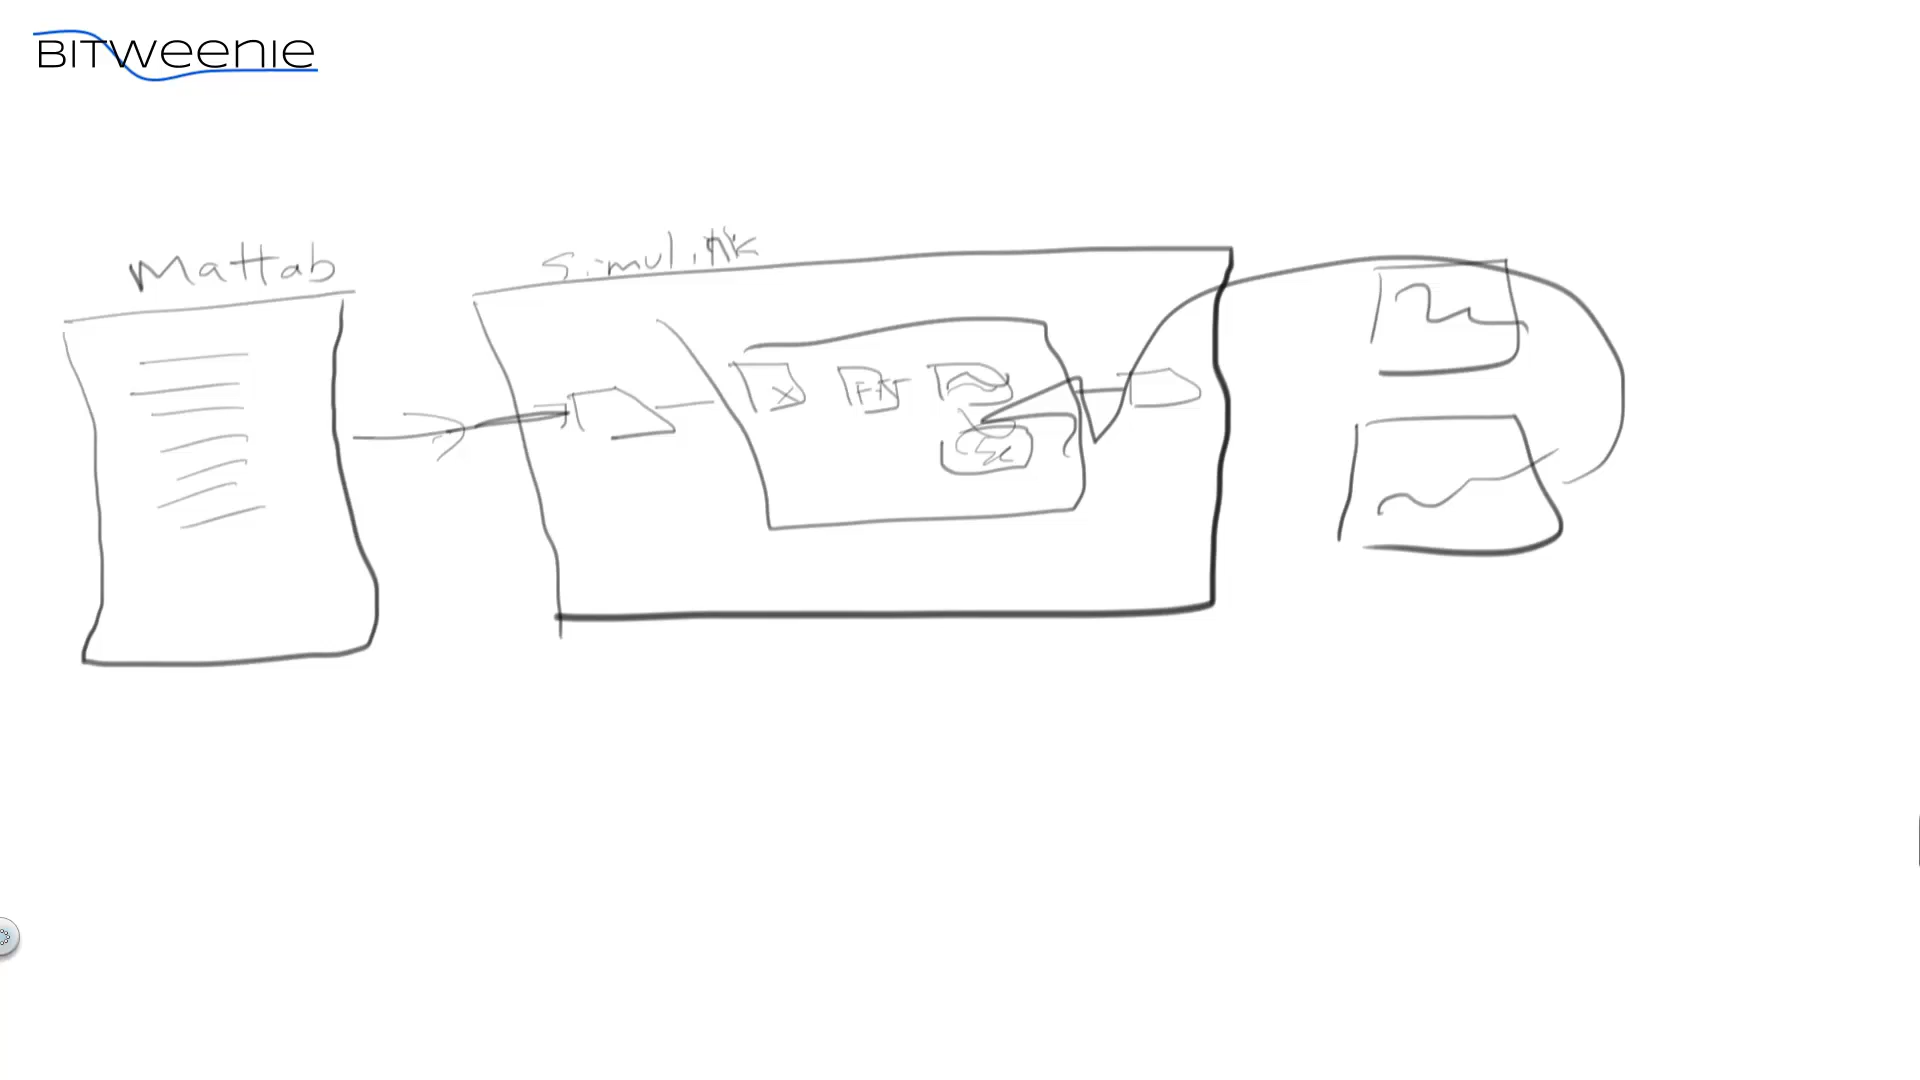 BITWEENIE
Matlab
Simulink
X
FFT